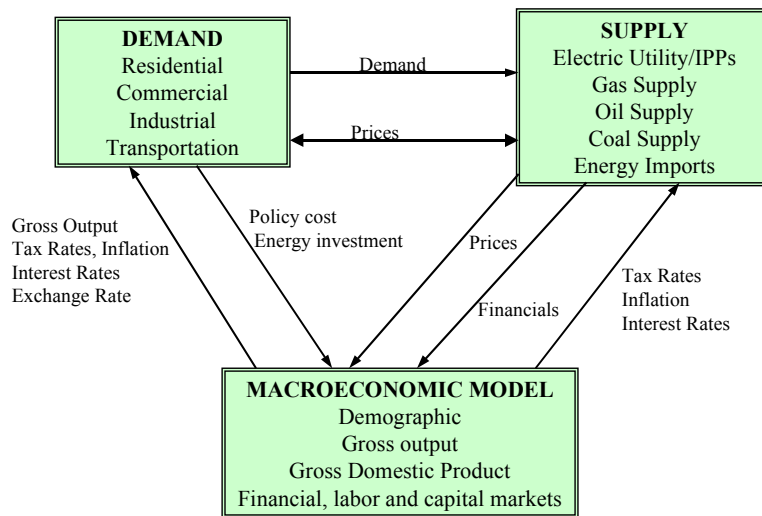 DEMAND
Residential
Commercial
Industrial
Transportation
SUPPLY
Electric Utility/IPPs
Gas Supply
Oil Supply
Coal Supply
Energy Imports
Demand
Prices
Gross Output
Tax Rates, Inflation
Interest Rates
Exchange Rate
Policy cost
Energy investment
Prices
Financials
Tax Rates
Inflation
Interest Rates
MACROECONOMIC MODEL
Demographic
Gross output
Gross Domestic Product
Financial, labor and capital markets